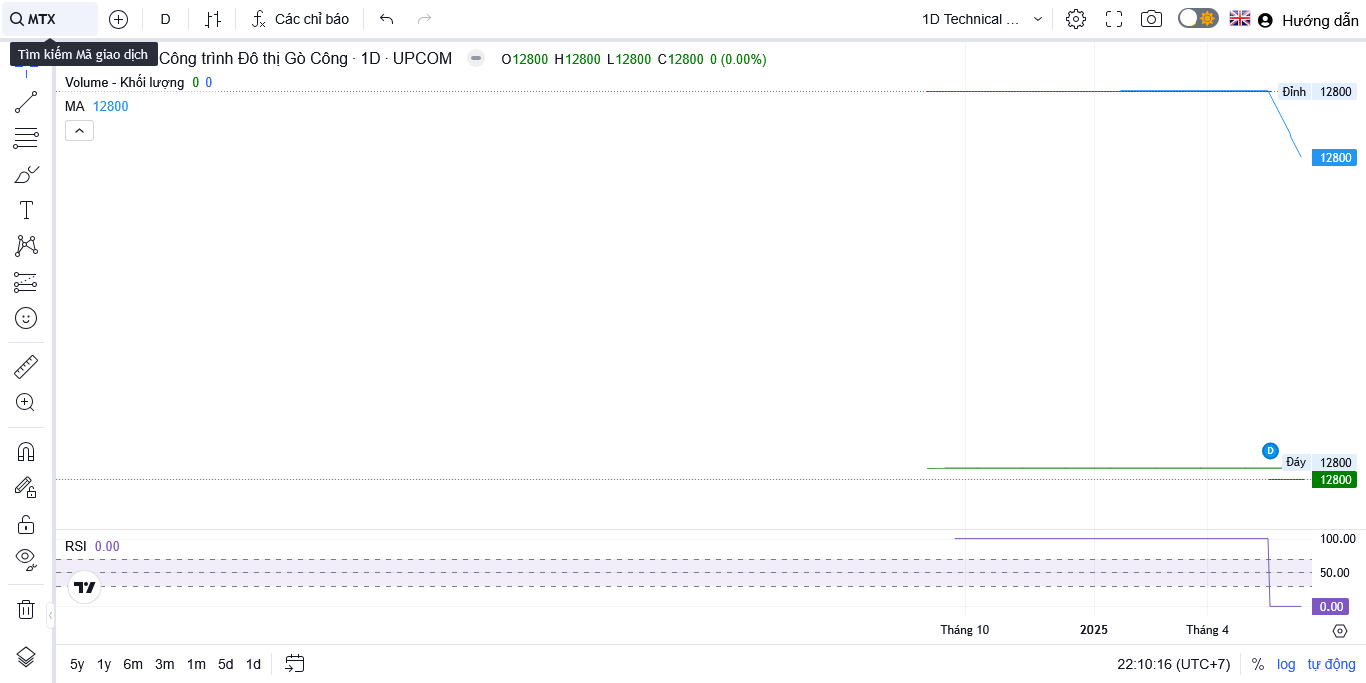 MTX
D
Các chỉ báo
1D Technical ...
Hướng dẫn
Tìm kiếm Mã giao dịch
Công trình Đô thị Gò Công · 1D · UPCOM
O12800 H12800 L12800 C12800 0 (0.00%)
Volume - Khối lượng 0 0
MA 12800
Đỉnh 12800
12800
D
Đáy 12800
12800
RSI 0.00
100.00
50.00
0.00
Tháng 10
2025
Tháng 4
5y 1y 6m 3m 1m 5d 1d
22:10:16 (UTC+7)
% log tự động